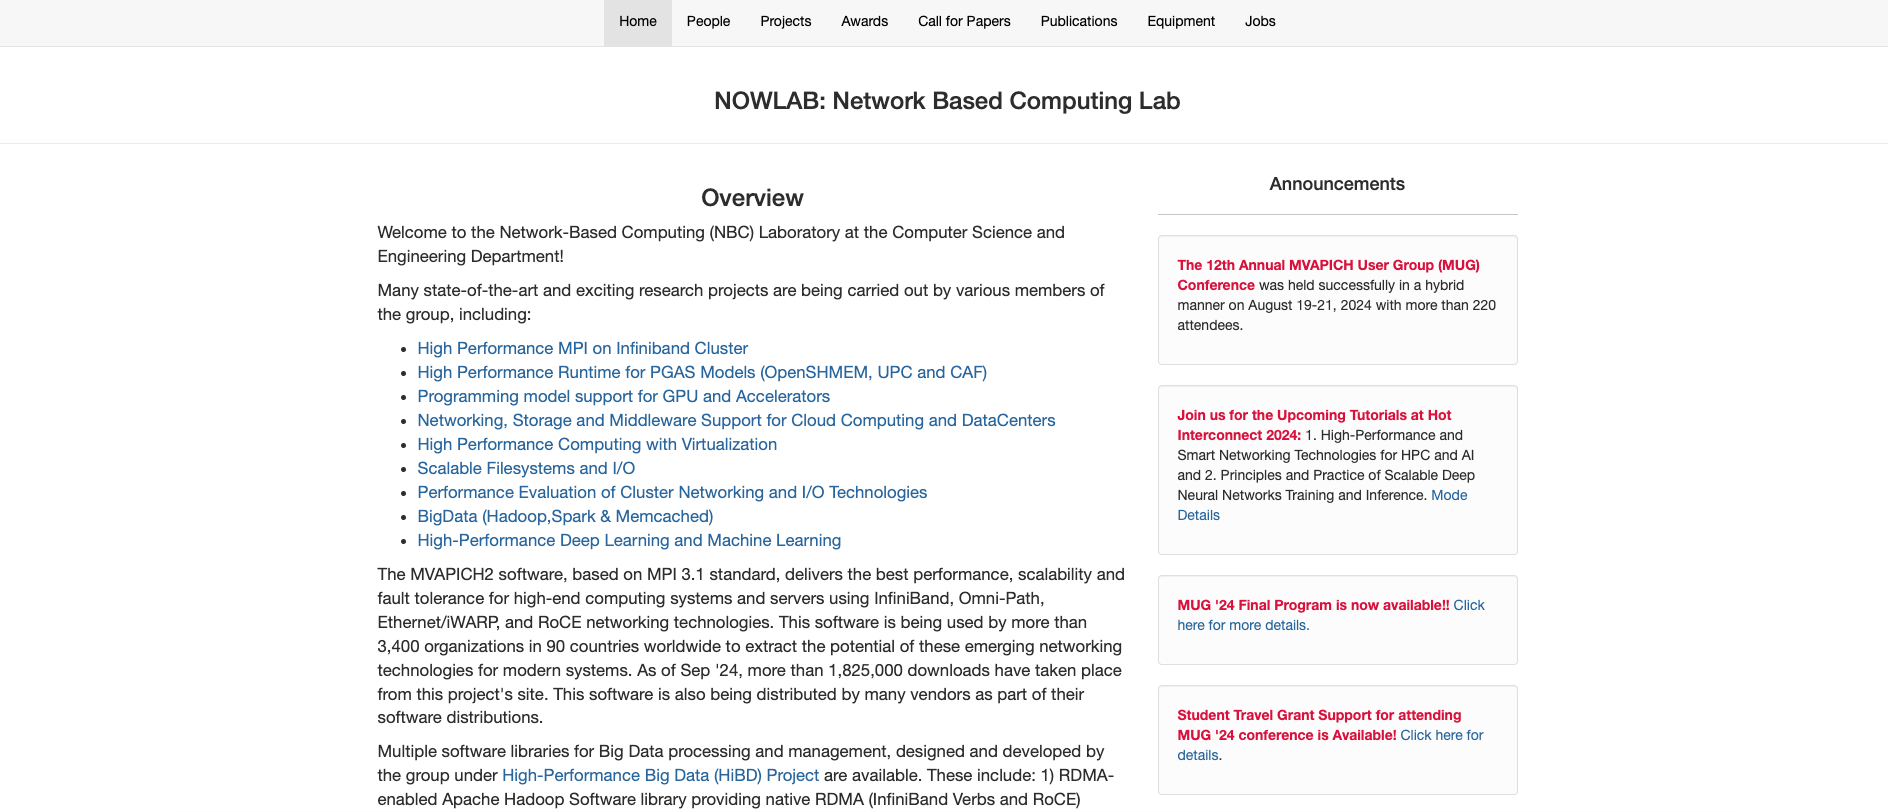 Home People Projects Awards Call for Papers Publications Equipment Jobs
NOWLAB: Network Based Computing Lab
Overview
Welcome to the Network-Based Computing (NBC) Laboratory at the Computer Science and
Engineering Department!
Many state-of-the-art and exciting research projects are being carried out by various members of
the group, including:
• High Performance MPI on Infiniband Cluster
• High Performance Runtime for PGAS Models (OpenSHMEM, UPC and CAF)
• Programming model support for GPU and Accelerators
• Networking, Storage and Middleware Support for Cloud Computing and DataCenters
• High Performance Computing with Virtualization
• Scalable Filesystems and I/O
• Performance Evaluation of Cluster Networking and I/O Technologies
• BigData (Hadoop,Spark & Memcached)
• High-Performance Deep Learning and Machine Learning
The MVAPICH2 software, based on MPI 3.1 standard, delivers the best performance, scalability and
fault tolerance for high-end computing systems and servers using InfiniBand, Omni-Path,
Ethernet/iWARP, and RoCE networking technologies. This software is being used by more than
3,400 organizations in 90 countries worldwide to extract the potential of these emerging networking
technologies for modern systems. As of Sep '24, more than 1,825,000 downloads have taken place
from this project's site. This software is also being distributed by many vendors as part of their
software distributions.
Multiple software libraries for Big Data processing and management, designed and developed by
the group under High-Performance Big Data (HiBD) Project are available. These include: 1) RDMA-
enabled Apache Hadoop Software library providing native RDMA (InfiniBand Verbs and RoCE)
Announcements
The 12th Annual MVAPICH User Group (MUG)
Conference was held successfully in a hybrid
manner on August 19-21, 2024 with more than 220
attendees.
Join us for the Upcoming Tutorials at Hot
Interconnect 2024: 1. High-Performance and
Smart Networking Technologies for HPC and AI
and 2. Principles and Practice of Scalable Deep
Neural Networks Training and Inference. Mode
Details
MUG '24 Final Program is now available!! Click
here for more details.
Student Travel Grant Support for attending
MUG '24 conference is Available! Click here for
details.